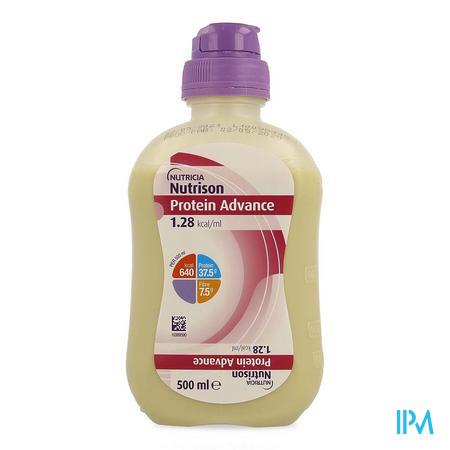 NUTRICIA
Nutrison
Protein Advance
1.28 kcal/ml
kcal
640
Protein
37.5g
Fibre
7.5g
1.28 kcal/ml
Protein Advance
Nutrison
NUTRICIA
500 ml e
IPM